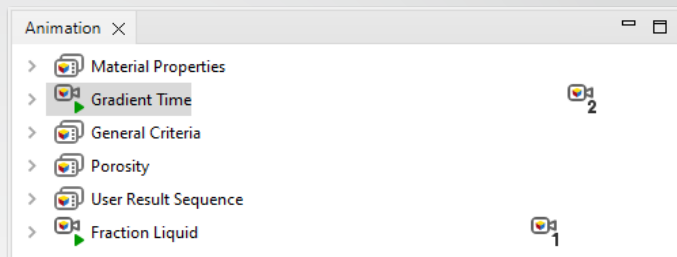 Animation
Material Properties
Gradient Time 2
General Criteria
Porosity
User Result Sequence
Fraction Liquid 1